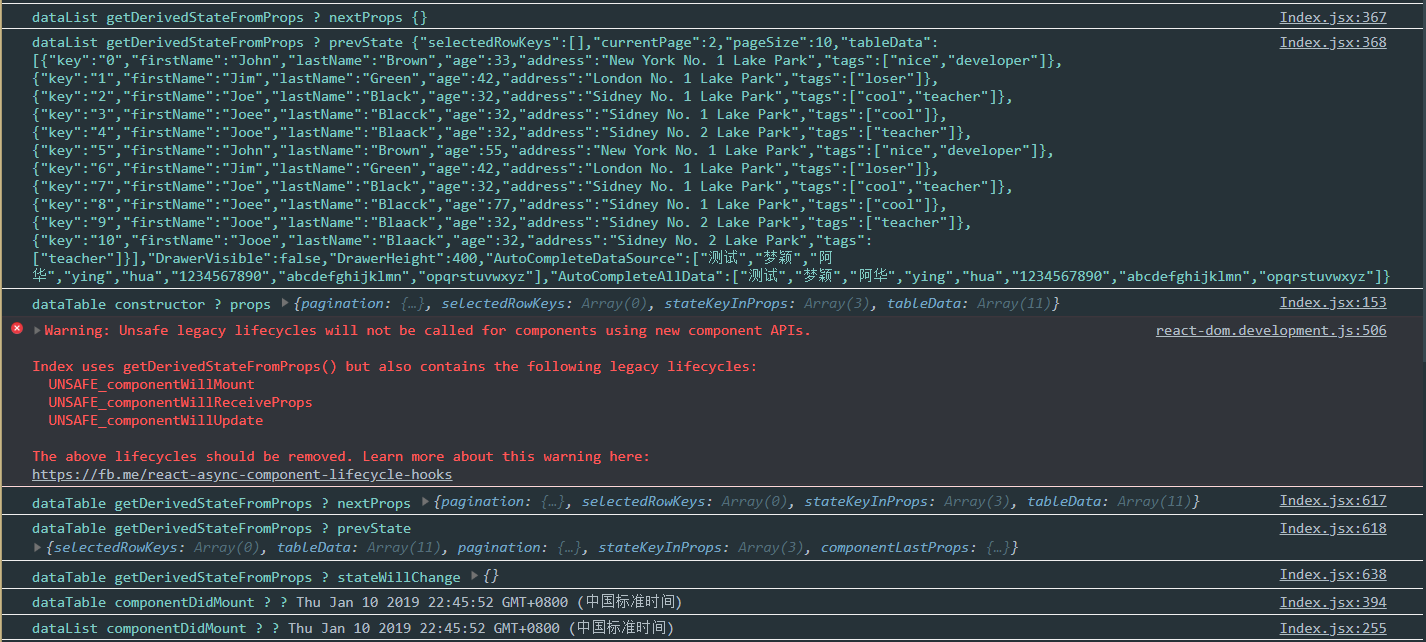 dataList getDerivedStateFromProps ? nextProps {} Index.jsx:367
dataList getDerivedStateFromProps ? prevState {"selectedRowKeys":[],"currentPage":2,"pageSize":10,"tableData": Index.jsx:368
[{"key":"0","firstName":"John","lastName":"Brown","age":33,"address":"New York No. 1 Lake Park","tags":["nice","developer"]},
{"key":"1","firstName":"Jim","lastName":"Green","age":42,"address":"London No. 1 Lake Park","tags":["loser"]},
{"key":"2","firstName":"Joe","lastName":"Black","age":32,"address":"Sidney No. 1 Lake Park","tags":["cool","teacher"]},
{"key":"3","firstName":"Joee","lastName":"Blacck","age":32,"address":"Sidney No. 1 Lake Park","tags":["cool"]},
{"key":"4","firstName":"Jooe","lastName":"Blaack","age":32,"address":"Sidney No. 2 Lake Park","tags":["teacher"]},
{"key":"5","firstName":"John","lastName":"Brown","age":55,"address":"New York No. 1 Lake Park","tags":["nice","developer"]},
{"key":"6","firstName":"Jim","lastName":"Green","age":42,"address":"London No. 1 Lake Park","tags":["loser"]},
{"key":"7","firstName":"Joe","lastName":"Black","age":32,"address":"Sidney No. 1 Lake Park","tags":["cool","teacher"]},
{"key":"8","firstName":"Joee","lastName":"Blacck","age":77,"address":"Sidney No. 1 Lake Park","tags":["cool"]},
{"key":"9","firstName":"Jooe","lastName":"Blaack","age":32,"address":"Sidney No. 2 Lake Park","tags":["teacher"]},
{"key":"10","firstName":"Jooe","lastName":"Blaack","age":32,"address":"Sidney No. 2 Lake Park","tags":
["teacher"]}],"DrawerVisible":false,"DrawerHeight":400,"AutoCompleteDataSource":["测试","梦颖","阿
华","ying","hua","1234567890","abcdefghijklmn","opqrstuvwxyz"],"AutoCompleteAllData":["测试","梦颖","阿华","ying","hua","1234567890","abcdefghijklmn","opqrstuvwxyz"]}
dataTable constructor ? props {pagination: {…}, selectedRowKeys: Array(0), stateKeyInProps: Array(3), tableData: Array(11)} Index.jsx:153
Warning: Unsafe legacy lifecycles will not be called for components using new component APIs. react-dom.development.js:506
Index uses getDerivedStateFromProps() but also contains the following legacy lifecycles:
UNSAFE_componentWillMount
UNSAFE_componentWillReceiveProps
UNSAFE_componentWillUpdate
The above lifecycles should be removed. Learn more about this warning here:
https://fb.me/react-async-component-lifecycle-hooks
dataTable getDerivedStateFromProps ? nextProps {pagination: {…}, selectedRowKeys: Array(0), stateKeyInProps: Array(3), tableData: Array(11)} Index.jsx:617
dataTable getDerivedStateFromProps ? prevState Index.jsx:618
{selectedRowKeys: Array(0), tableData: Array(11), pagination: {…}, stateKeyInProps: Array(3), componentLastProps: {…}}
dataTable getDerivedStateFromProps ? stateWillChange {} Index.jsx:638
dataTable componentDidMount ? ? Thu Jan 10 2019 22:45:52 GMT+0800 (中国标准时间) Index.jsx:394
dataList componentDidMount ? ? Thu Jan 10 2019 22:45:52 GMT+0800 (中国标准时间) Index.jsx:255